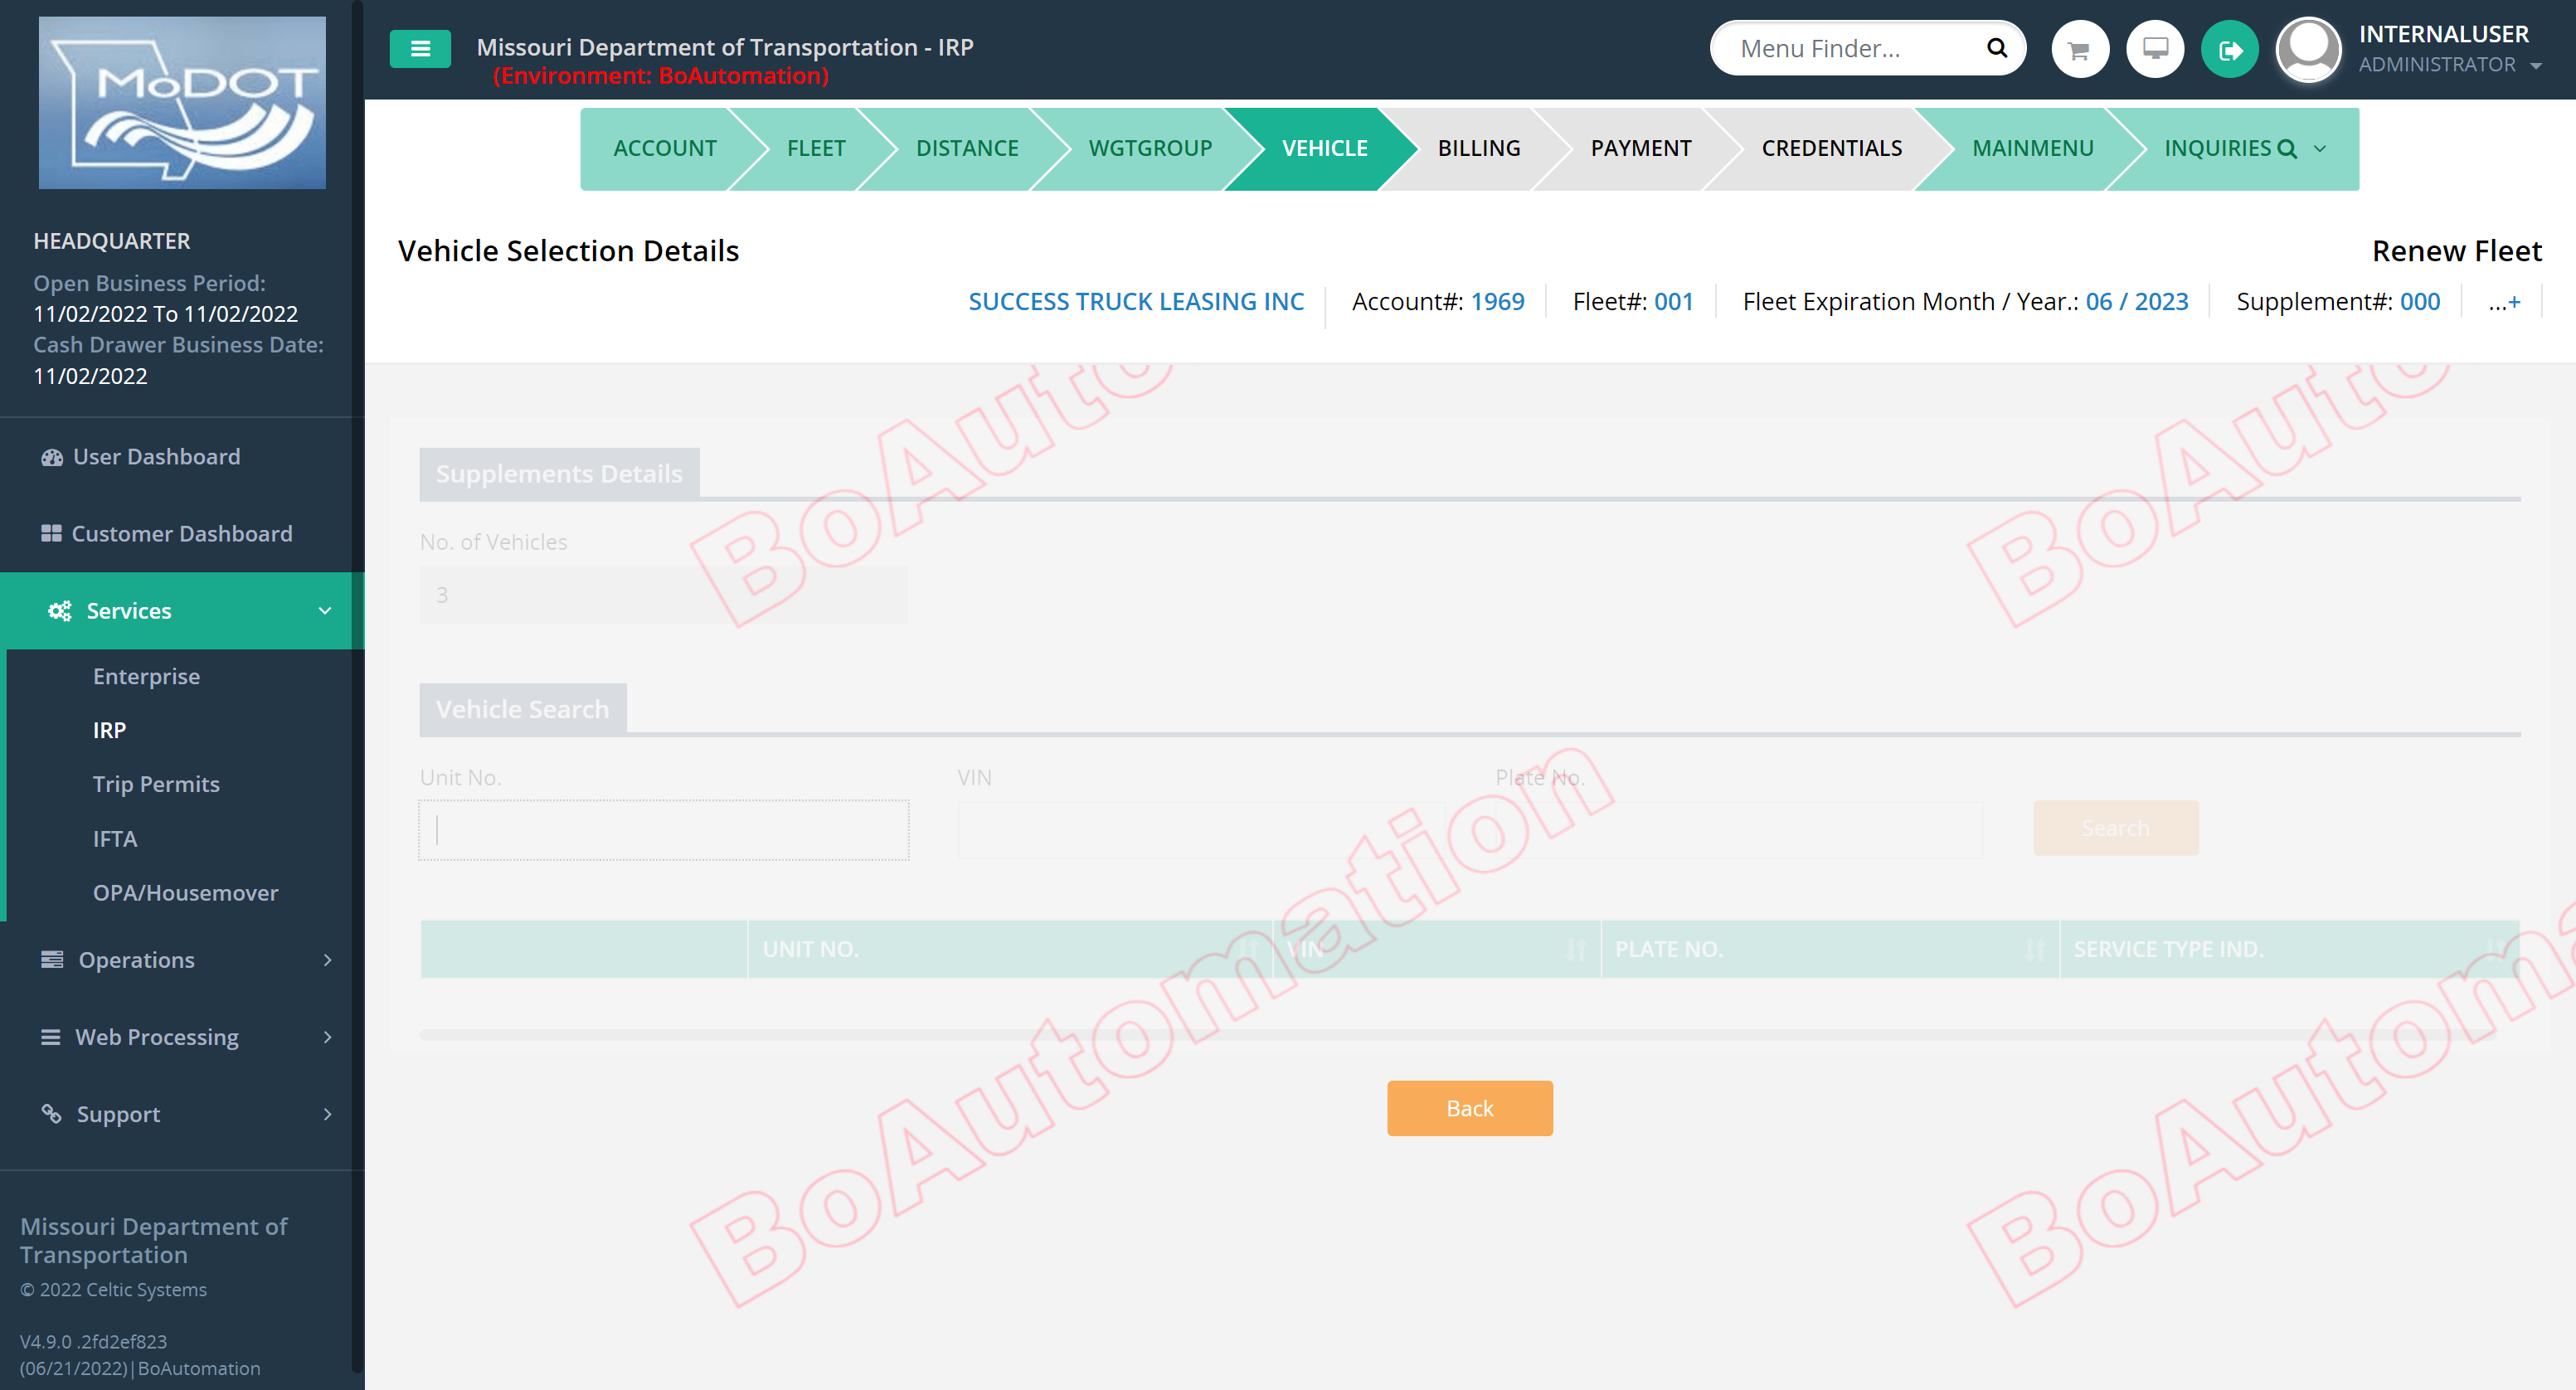 MoDOT
HEADQUARTER
Open Business Period:
11/02/2022 To 11/02/2022
Cash Drawer Business Date:
11/02/2022
User Dashboard
Customer Dashboard
Services
Enterprise
IRP
Trip Permits
IFTA
OPA/Housemover
Operations
Web Processing
Support
Missouri Department of
Transportation
© 2022 Celtic Systems
V4.9.0 .2fd2ef823
(06/21/2022)|BoAutomation
Missouri Department of Transportation - IRP
(Environment: BoAutomation)
Menu Finder...
INTERNALUSER
ADMINISTRATOR
ACCOUNT FLEET DISTANCE WGTGROUP VEHICLE BILLING PAYMENT CREDENTIALS MAINMENU INQUIRIES
Vehicle Selection Details
Renew Fleet
SUCCESS TRUCK LEASING INC Account#: 1969 Fleet#: 001 Fleet Expiration Month / Year.: 06 / 2023 Supplement#: 000 ...+
Supplements Details
No. of Vehicles
3
Vehicle Search
Unit No. VIN Plate No.
Search
UNIT NO. VIN PLATE NO. SERVICE TYPE IND.
Back
BoAuto
BoAuto
BoAutomation
BoAutoma